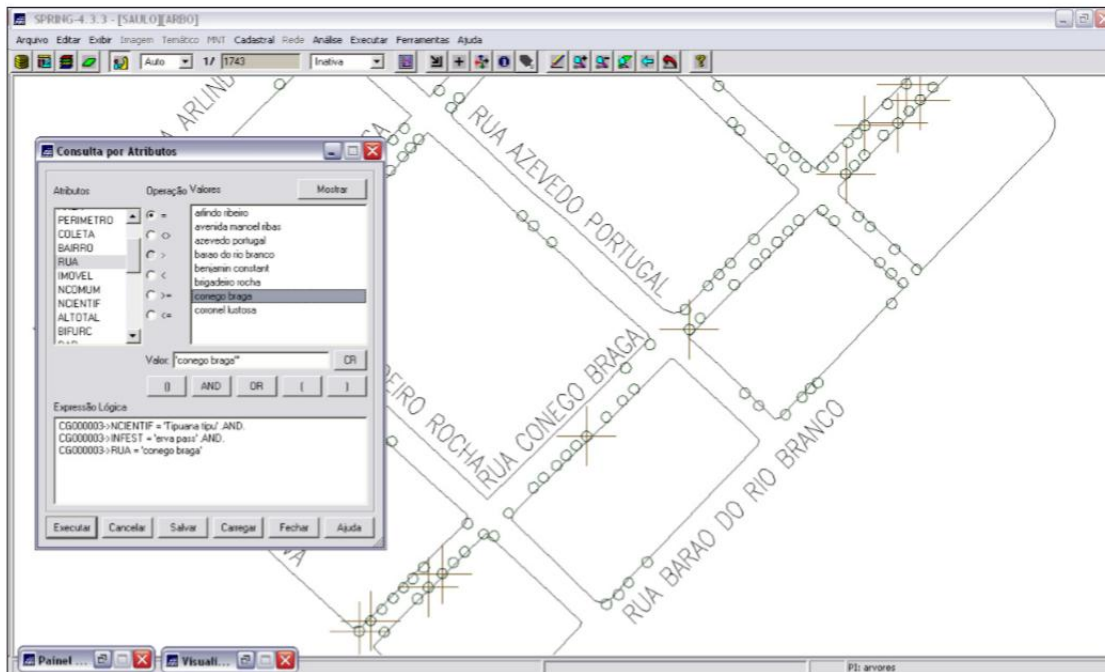 SPRING-4.3.3 - [SAULO][ARBO]
Arquivo Editar Exibir Imagem Temático MNT Cadastral Rede Análise Executar Ferramentas Ajuda
Auto 1/ 1743 Inativa
RUA AZEVEDO PORTUGAL
RUA CONEGO BRAGA
RUA BARAO DO RIO BRANCO
EIRO ROCHA
A ARLIND
Consulta por Atributos
Atributos Operação Valores Mostrar
PERIMETRO
COLETA
BAIRRO
RUA
IMOVEL
NCOMUM
NCIENTIF
ALTOTAL
BIFURC
=
<>
>
<
>=
<=
arlindo ribeiro
avenida manoel ribas
azevedo portugal
barao do rio branco
benjamin constant
brigadeiro rocha
conego braga
coronel lustosa
Valor: 'conego braga' CR
() AND OR ( )
Expressão Lógica
CG000003->NCIENTIF = 'Tipuana tipu' .AND.
CG000003->INFEST = 'erva pass' .AND.
CG000003->RUA = 'conego braga'
Executar Cancelar Salvar Carregar Fechar Ajuda
Painel ... Visuali...
PI: arvores